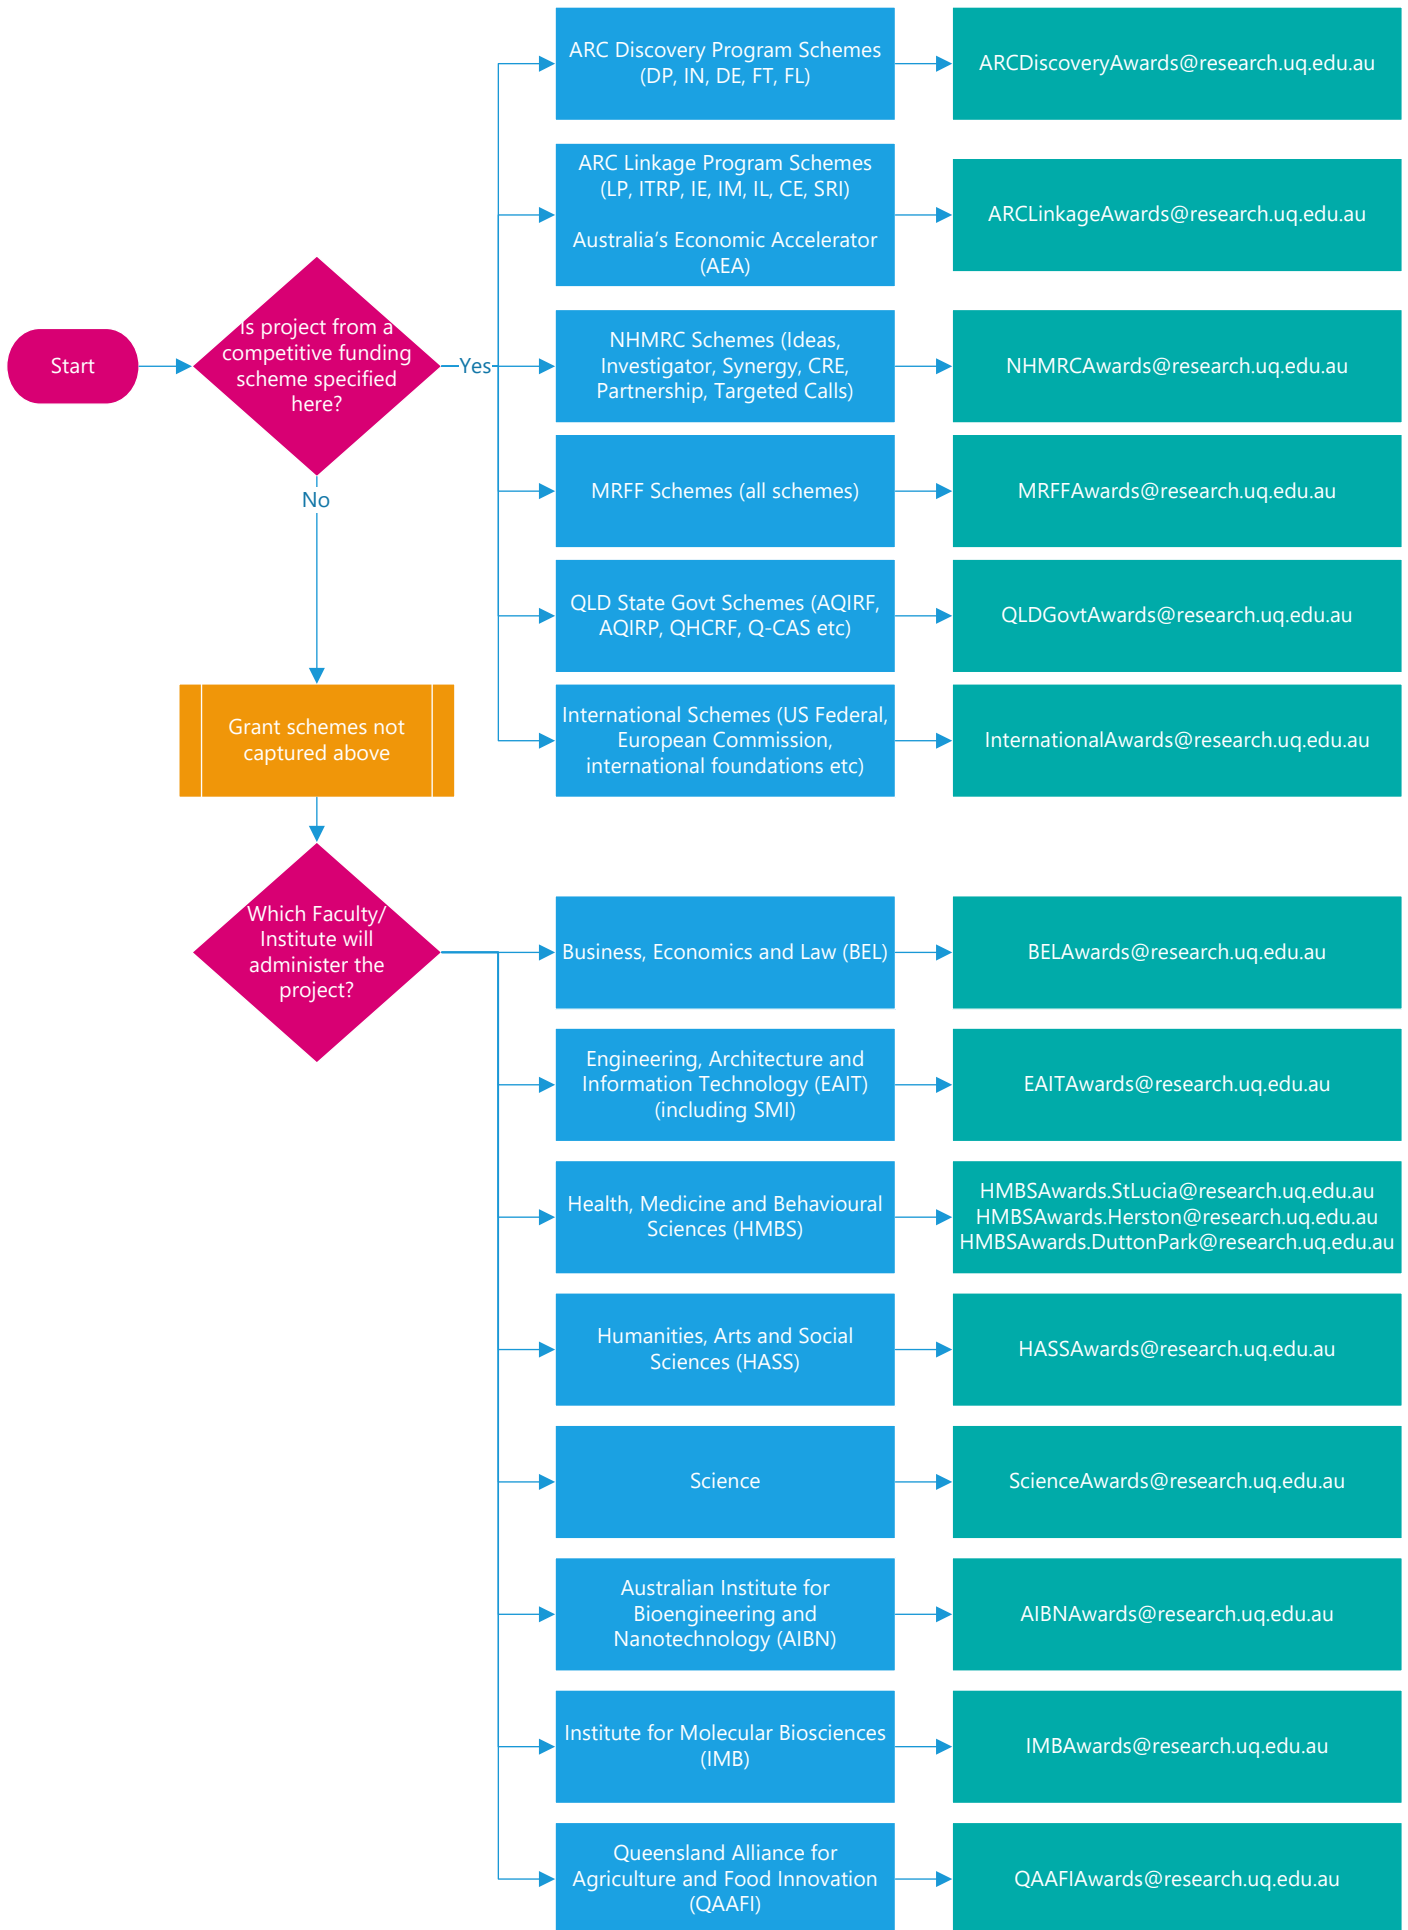 Start
Is project from a
competitive funding
scheme specified
here?
Yes
No
ARC Discovery Program Schemes
(DP, IN, DE, FT, FL)
ARCDiscoveryAwards@research.uq.edu.au
ARC Linkage Program Schemes
(LP, ITRP, IE, IM, IL, CE, SRI)
Australia’s Economic Accelerator
(AEA)
ARCLinkageAwards@research.uq.edu.au
NHMRC Schemes (Ideas,
Investigator, Synergy, CRE,
Partnership, Targeted Calls)
NHMRCAwards@research.uq.edu.au
MRFF Schemes (all schemes)
MRFFAwards@research.uq.edu.au
QLD State Govt Schemes (AQIRF,
AQIRP, QHCRF, Q-CAS etc)
QLDGovtAwards@research.uq.edu.au
International Schemes (US Federal,
European Commission,
international foundations etc)
InternationalAwards@research.uq.edu.au
Grant schemes not
captured above
Which Faculty/
Institute will
administer the
project?
Business, Economics and Law (BEL)
BELAwards@research.uq.edu.au
Engineering, Architecture and
Information Technology (EAIT)
(including SMI)
EAITAwards@research.uq.edu.au
Health, Medicine and Behavioural
Sciences (HMBS)
HMBSAwards.StLucia@research.uq.edu.au
HMBSAwards.Herston@research.uq.edu.au
HMBSAwards.DuttonPark@research.uq.edu.au
Humanities, Arts and Social
Sciences (HASS)
HASSAwards@research.uq.edu.au
Science
ScienceAwards@research.uq.edu.au
Australian Institute for
Bioengineering and
Nanotechnology (AIBN)
AIBNAwards@research.uq.edu.au
Institute for Molecular Biosciences
(IMB)
IMBAwards@research.uq.edu.au
Queensland Alliance for
Agriculture and Food Innovation
(QAAFI)
QAAFIAwards@research.uq.edu.au